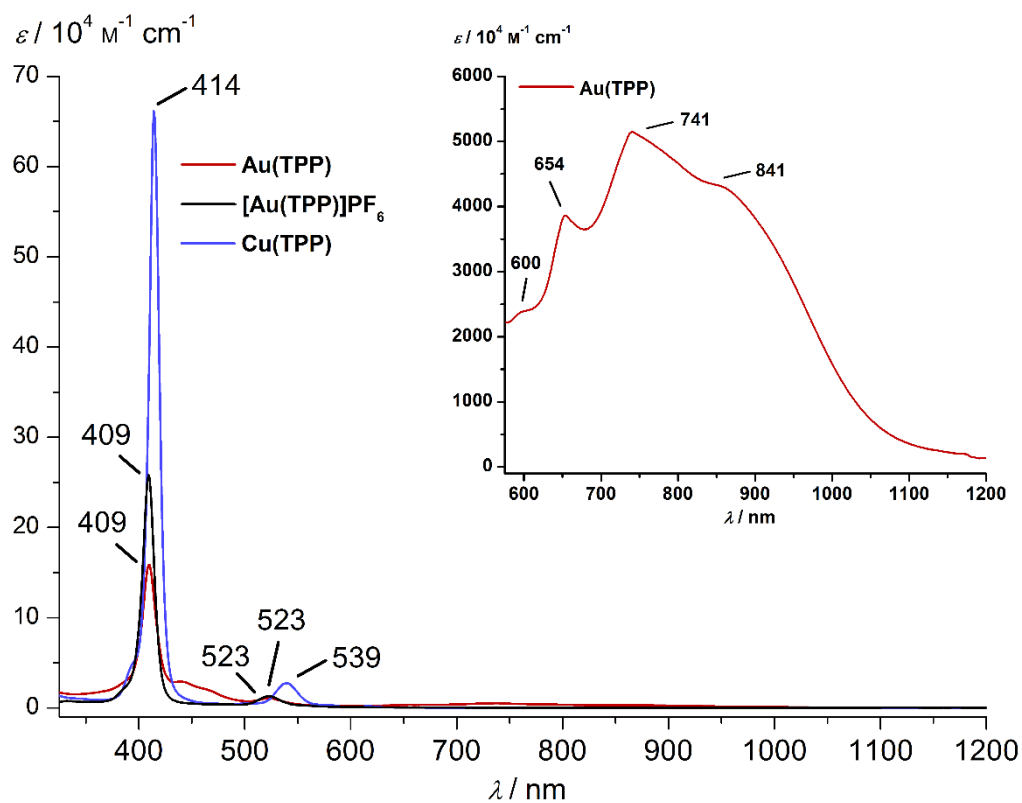 ε / 10⁴ M⁻¹ cm⁻¹
70
60
50
40
30
20
10
0
414
Au(TPP)
[Au(TPP)]PF₆
Cu(TPP)
409
409
523
523
539
400 500 600 700 800 900 1000 1100 1200
λ / nm
ε / 10⁴ M⁻¹ cm⁻¹
6000
5000
4000
3000
2000
1000
0
Au(TPP)
600
654
741
841
600 700 800 900 1000 1100 1200
λ / nm